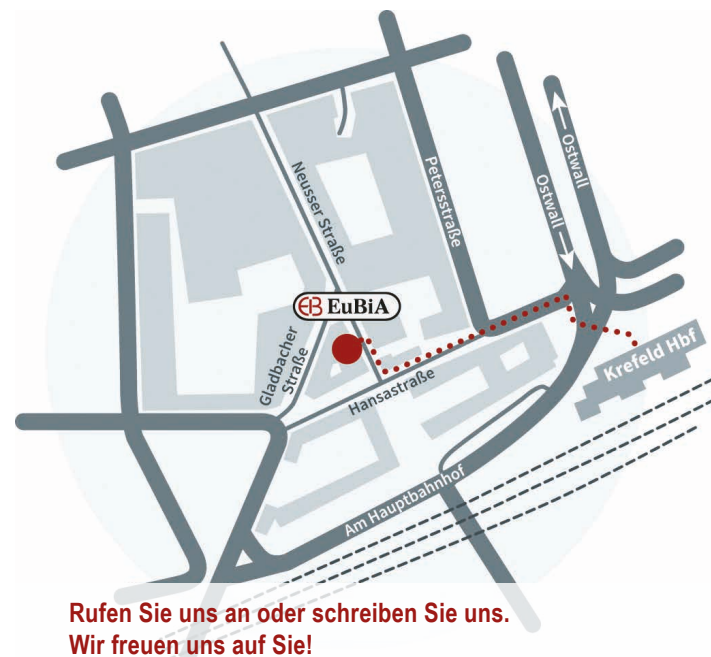 Ostwall
Ostwall
Petersstraße
Neusser Straße
EB EuBiA
Gladbacher
Straße
Hansastraße
Krefeld Hbf
Am Hauptbahnhof
Rufen Sie uns an oder schreiben Sie uns.
Wir freuen uns auf Sie!